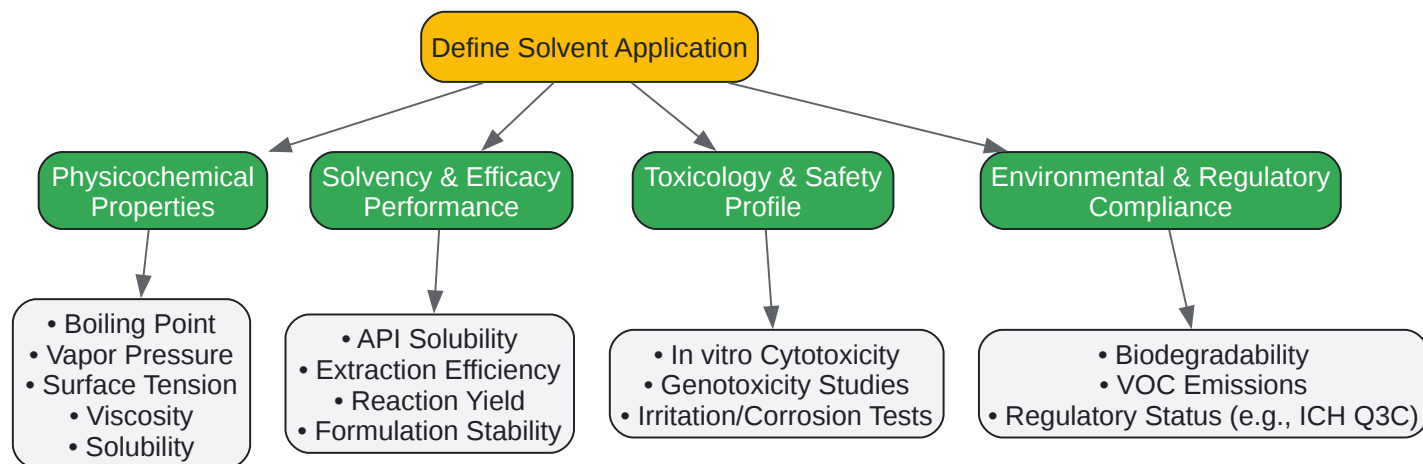 Define Solvent Application
Physicochemical
Properties
Solvency & Efficacy
Performance
Toxicology & Safety
Profile
Environmental & Regulatory
Compliance
• Boiling Point
• Vapor Pressure
• Surface Tension
• Viscosity
• Solubility
• API Solubility
• Extraction Efficiency
• Reaction Yield
• Formulation Stability
• In vitro Cytotoxicity
• Genotoxicity Studies
• Irritation/Corrosion Tests
• Biodegradability
• VOC Emissions
• Regulatory Status (e.g., ICH Q3C)